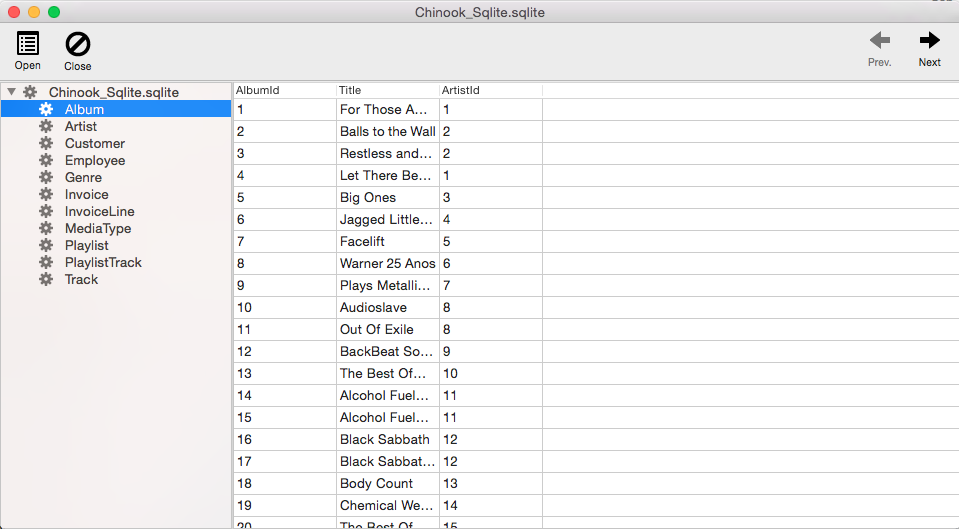 Chinook_Sqlite.sqlite
Open Close Prev. Next
Chinook_Sqlite.sqlite
Album
Artist
Customer
Employee
Genre
Invoice
InvoiceLine
MediaType
Playlist
PlaylistTrack
Track
AlbumId Title ArtistId
1 For Those A... 1
2 Balls to the Wall 2
3 Restless and... 2
4 Let There Be... 1
5 Big Ones 3
6 Jagged Little... 4
7 Facelift 5
8 Warner 25 Anos 6
9 Plays Metalli... 7
10 Audioslave 8
11 Out Of Exile 8
12 BackBeat So... 9
13 The Best Of... 10
14 Alcohol Fuel... 11
15 Alcohol Fuel... 11
16 Black Sabbath 12
17 Black Sabbat... 12
18 Body Count 13
19 Chemical We... 14
20 The Best Of 15